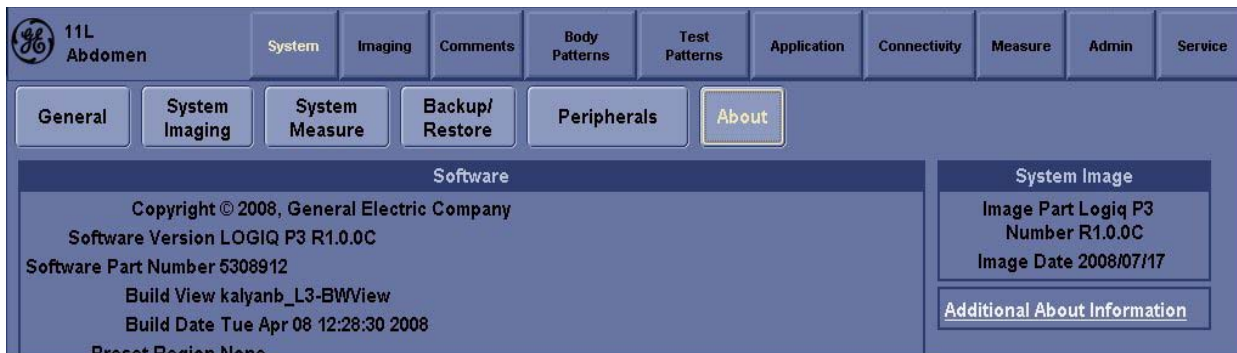 11L
Abdomen
System
Imaging
Comments
Body
Patterns
Test
Patterns
Application
Connectivity
Measure
Admin
Service
General
System
Imaging
System
Measure
Backup/
Restore
Peripherals
About
Software
Copyright © 2008, General Electric Company
Software Version LOGIQ P3 R1.0.0C
Software Part Number 5308912
Build View kalyanb_L3-BWView
Build Date Tue Apr 08 12:28:30 2008
Preset Region None
System Image
Image Part Logiq P3
Number R1.0.0C
Image Date 2008/07/17
Additional About Information